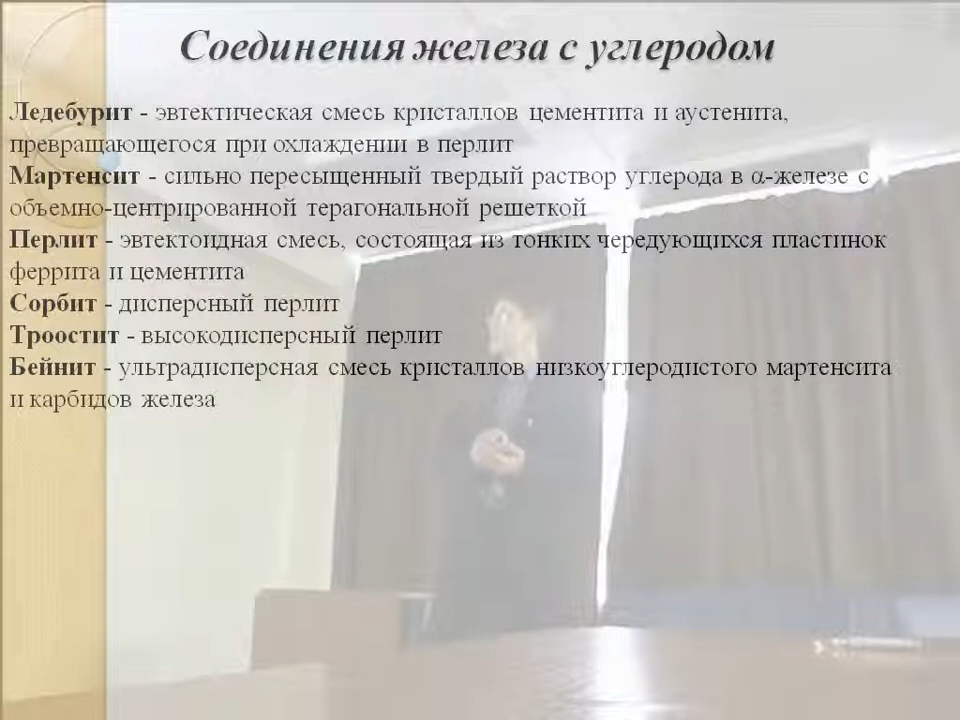 Соединения железа с углеродом
Ледебурит - эвтектическая смесь кристаллов цементита и аустенита,
превращающегося при охлаждении в перлит
Мартенсит - сильно пересыщенный твердый раствор углерода в α-железе с
объемно-центрированной терагональной решеткой
Перлит - эвтектоидная смесь, состоящая из тонких чередующихся пластинок
феррита и цементита
Сорбит - дисперсный перлит
Троостит - высокодисперсный перлит
Бейнит - ультрадисперсная смесь кристаллов низкоуглеродистого мартенсита
и карбидов железа